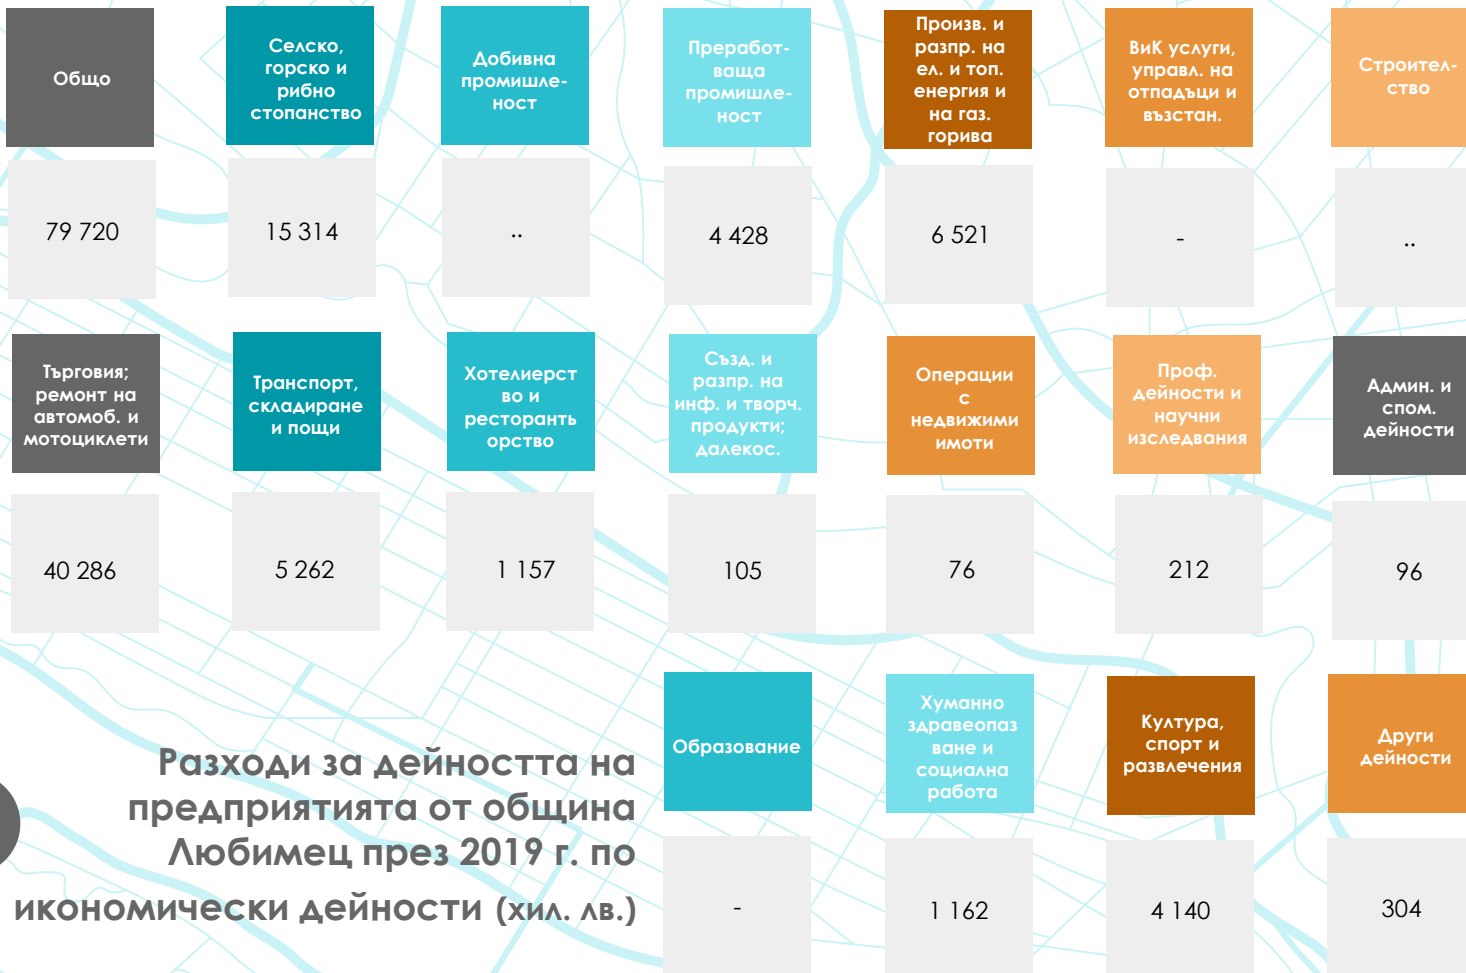 Общо
Селско,
горско и
рибно
стопанство
Добивна
промишле-
ност
Преработ-
ваща
промишле-
ност
Произв. и
разпр. на
ел. и топ.
енергия и
на газ.
горива
ВиК услуги,
управл. на
отпадъци и
възстан.
Строител-
ство
79 720
15 314
..
4 428
6 521
-
..
Търговия;
ремонт на
автомоб. и
мотоциклети
Транспорт,
складиране
и пощи
Хотелиерст
во и
ресторанть
орство
Създ. и
разпр. на
инф. и творч.
продукти;
далекос.
Операции
с
недвижими
имоти
Проф.
дейности и
научни
изследвания
Админ. и
спом.
дейности
40 286
5 262
1 157
105
76
212
96
Образование
Хуманно
здравеопаз
ване и
социална
работа
Култура,
спорт и
развлечения
Други
дейности
-
1 162
4 140
304
Разходи за дейността на
предприятията от община
Любимец през 2019 г. по
икономически дейности (хил. лв.)